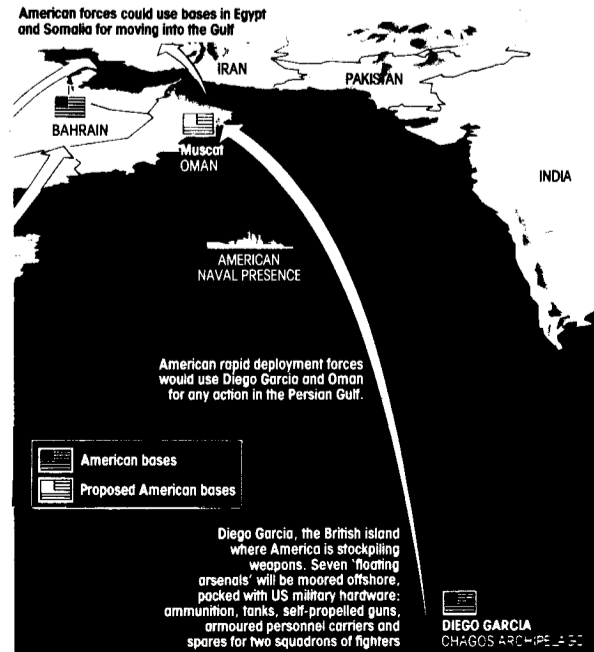 American forces could use bases in Egypt
and Somalia for moving into the Gulf
IRAN
PAKISTAN
BAHRAIN
Muscat
OMAN
INDIA
AMERICAN
NAVAL PRESENCE
American rapid deployment forces
would use Diego Garcia and Oman
for any action in the Persian Gulf.
American bases
Proposed American bases
Diego Garcia, the British island
where America is stockpiling
weapons. Seven 'floating
arsenals' will be moored offshore,
packed with US military hardware:
ammunition, tanks, self-propelled guns,
armoured personnel carriers and
spares for two squadrons of fighters
DIEGO GARCIA
CHAGOS ARCHIPELAGO